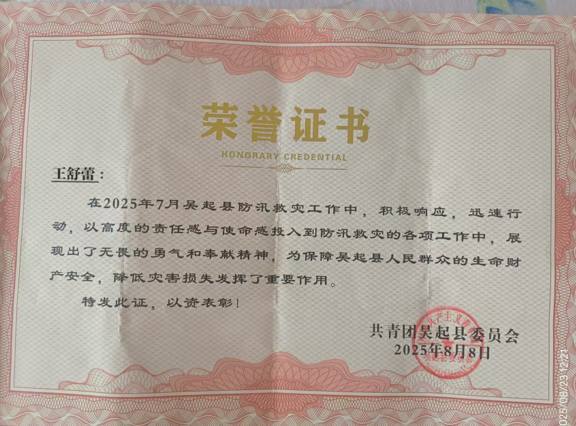 荣誉证书
HONORARY CREDENTIAL
王舒蕾：
在2025年7月吴起县防汛救灾工作中，积极响应，迅速行
动，以高度的责任感与使命感投入到防汛救灾的各项工作中，展
现出了无畏的勇气和奉献精神，为保障吴起县人民群众的生命财
产安全，降低灾害损失发挥了重要作用。
特发此证，以资表彰！
共青团吴起县委员会
2025年8月8日
025/08/23 12:21